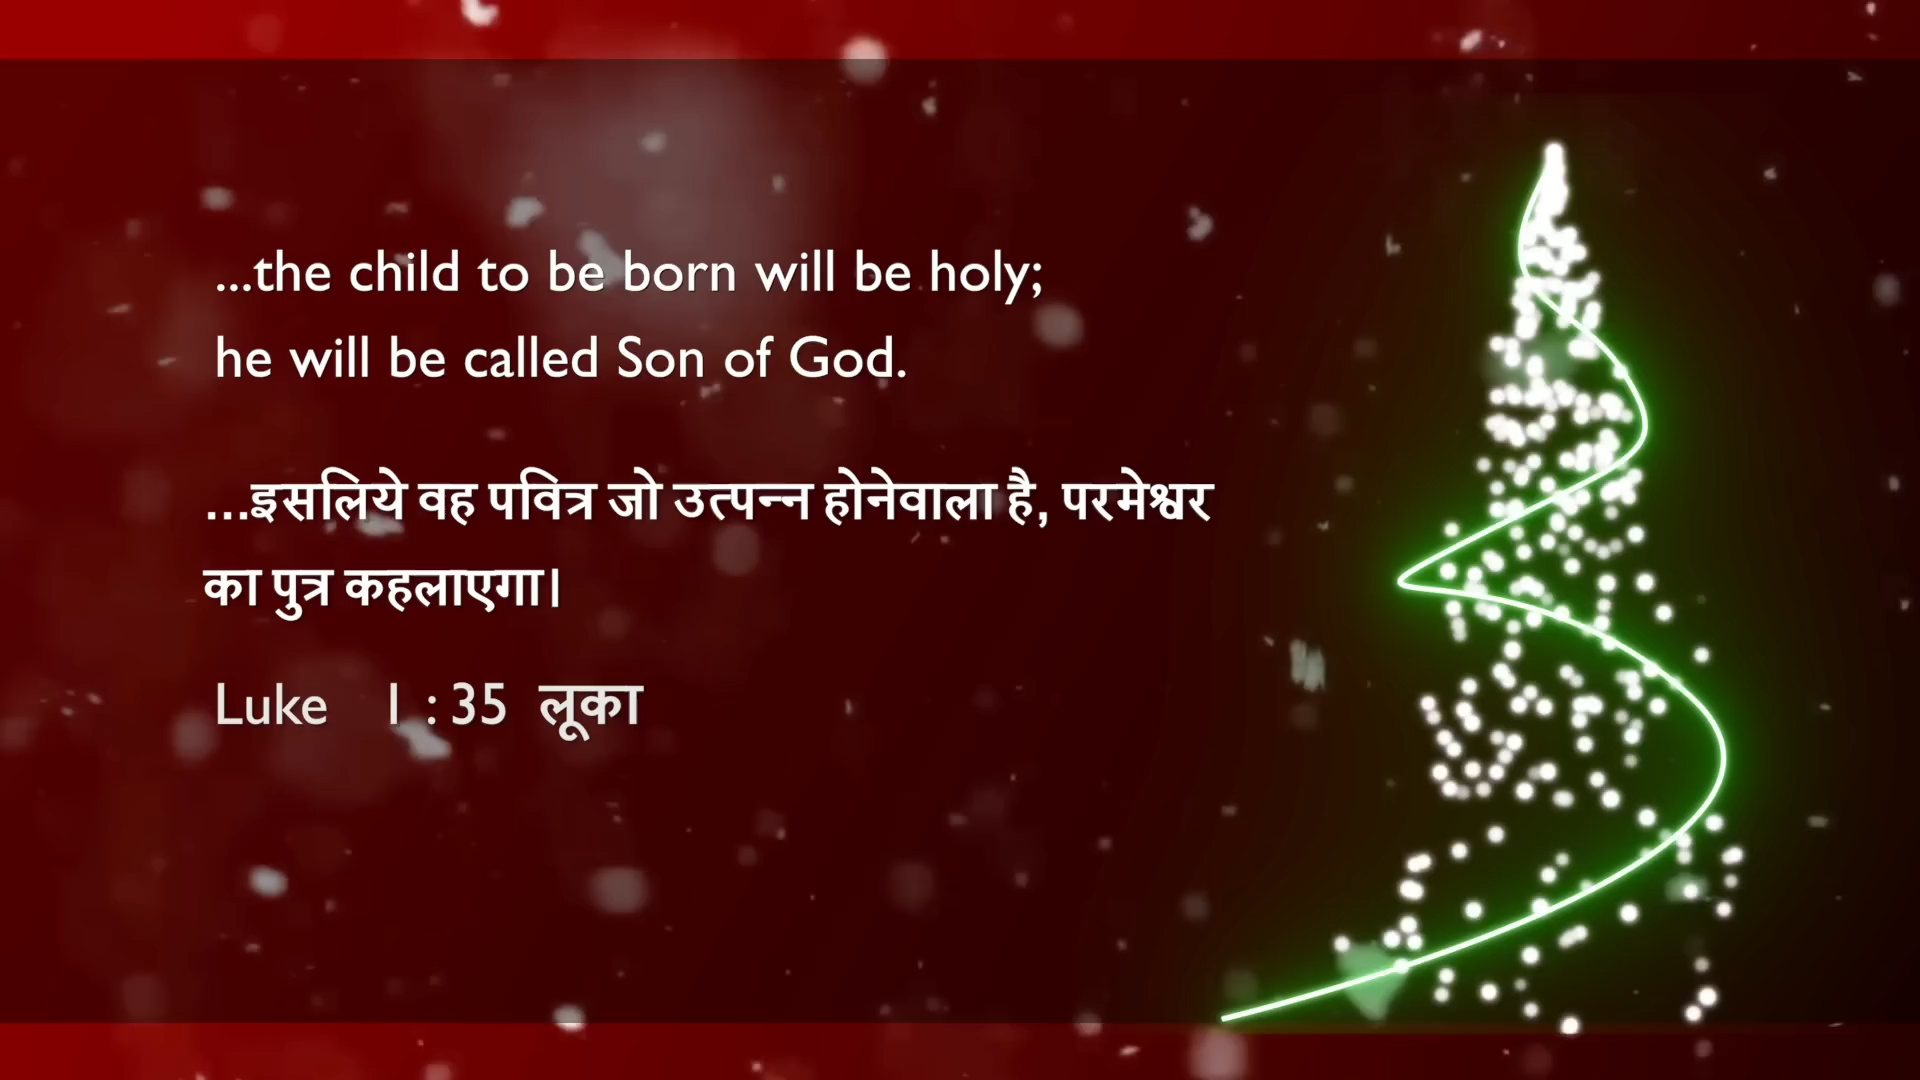 ...the child to be born will be holy;
he will be called Son of God.
...इसलिये वह पवित्र जो उत्पन्न होनेवाला है, परमेश्वर
का पुत्र कहलाएगा।
Luke 1 : 35 लूका